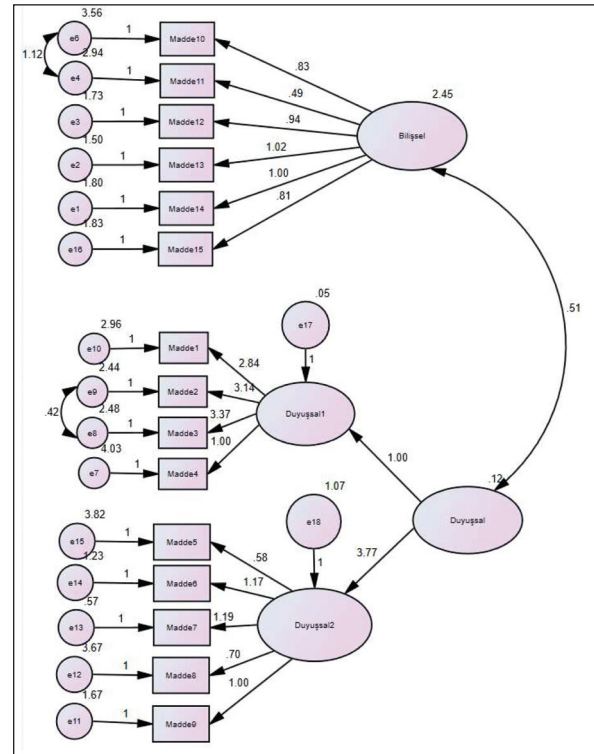 3.56
e6 1 Madde10
1.12
2.94
e4 1 Madde11
1.73
e3 1 Madde12
1.50
e2 1 Madde13
1.80
e1 1 Madde14
1.83
e16 1 Madde15
.83
.49
.94
1.02
1.00
.81
2.45
Bilişsel
.51
.05
e17
1
2.96
e10 1 Madde1
2.44
e9 1 Madde2
.42
2.48
e8 1 Madde3
4.03
e7 1 Madde4
2.84
3.14
3.37
1.00
Duyuşsal1
1.00
.12
Duyuşsal
3.77
1.07
e18
1
3.82
e15 1 Madde5
1.23
e14 1 Madde6
.57
e13 1 Madde7
3.67
e12 1 Madde8
1.67
e11 1 Madde9
.58
1.17
1.19
.70
1.00
Duyuşsal2